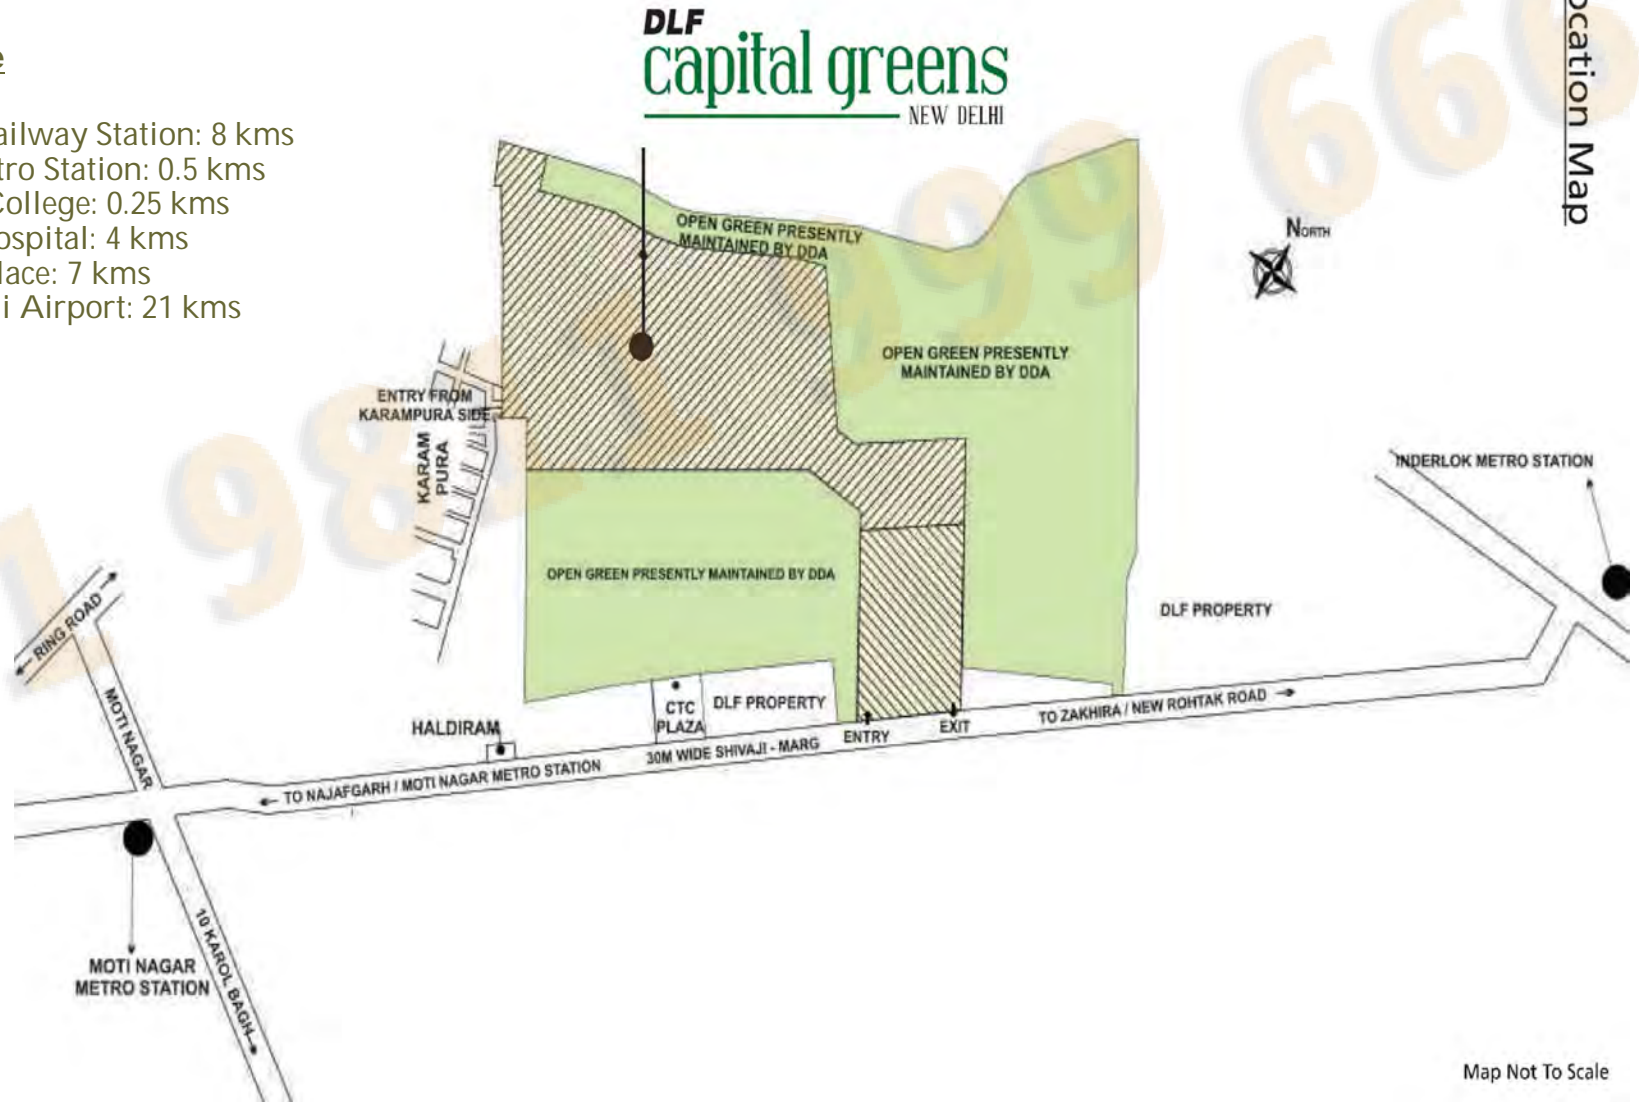 DLF
capital greens
NEW DELHI
ocation Map
e
ailway Station: 8 kms
tro Station: 0.5 kms
College: 0.25 kms
ospital: 4 kms
lace: 7 kms
i Airport: 21 kms
1 9811 999 666
NORTH
OPEN GREEN PRESENTLY
MAINTAINED BY DDA
OPEN GREEN PRESENTLY
MAINTAINED BY DDA
ENTRY FROM
KARAMPURA SIDE
KARAM
PURA
INDERLOK METRO STATION
OPEN GREEN PRESENTLY MAINTAINED BY DDA
RING ROAD
DLF PROPERTY
MOTI NAGAR
HALDIRAM
CTC
PLAZA
DLF PROPERTY
ENTRY
EXIT
TO ZAKHIRA / NEW ROHTAK ROAD
30M WIDE SHIVAJI - MARG
TO NAJAFGARH / MOTI NAGAR METRO STATION
MOTI NAGAR
METRO STATION
10 KAROL BAGH
Map Not To Scale